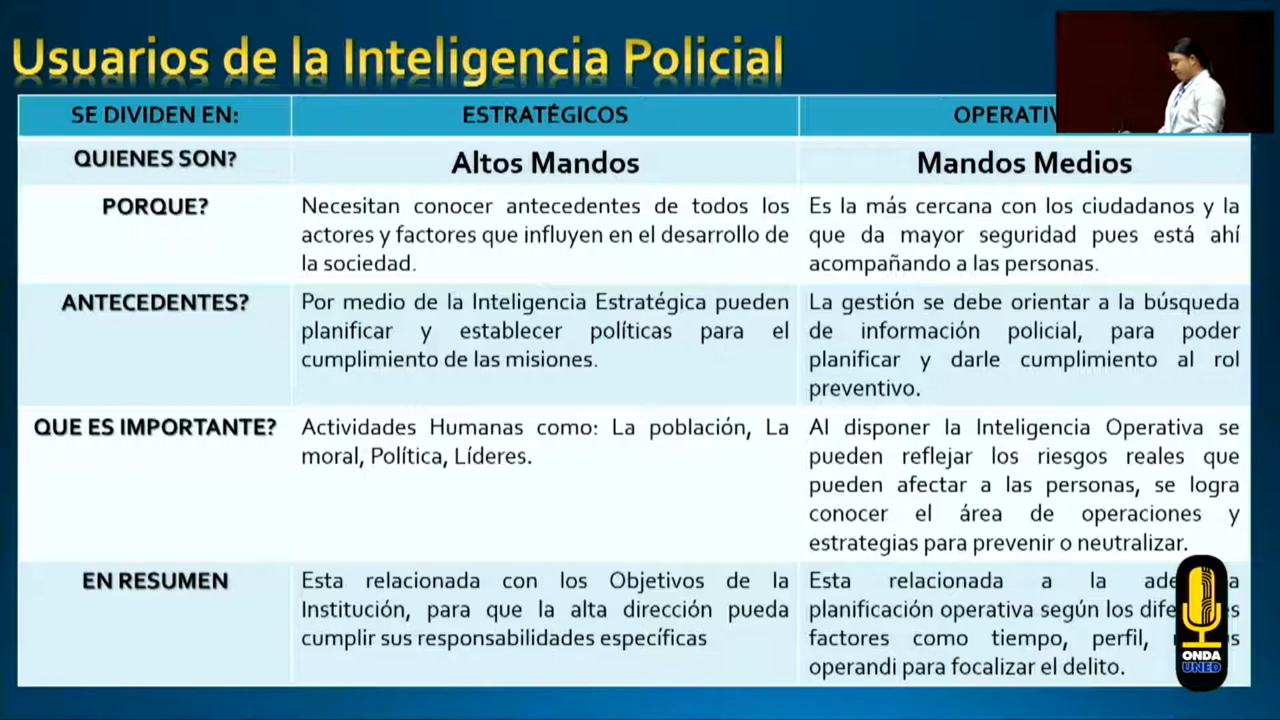 Usuarios de la Inteligencia Policial
SE DIVIDEN EN:
ESTRATÉGICOS
QUIENES SON?
Altos Mandos
Mandos Medios
PORQUE?
Necesitan conocer antecedentes de todos los
actores y factores que influyen en el desarrollo de
la sociedad.
Es la más cercana con los ciudadanos y la
que da mayor seguridad pues está ahí
acompañando a las personas.
ANTECEDENTES?
Por medio de la Inteligencia Estratégica pueden
planificar y establecer políticas para el
cumplimiento de las misiones.
La gestión se debe orientar a la búsqueda
de información policial, para poder
planificar y darle cumplimiento al rol
preventivo.
QUE ES IMPORTANTE?
Actividades Humanas como: La población, La
moral, Política, Líderes.
Al disponer la Inteligencia Operativa se
pueden reflejar los riesgos reales que
pueden afectar a las personas, se logra
conocer el área de operaciones y
estrategias para prevenir o neutralizar.
EN RESUMEN
Esta relacionada con los Objetivos de la
Institución, para que la alta dirección pueda
cumplir sus responsabilidades específicas
Esta relacionada a la
planificación operativa según los
factores como tiempo, perfil,
operandi para focalizar el delito.
ONDA
UNED